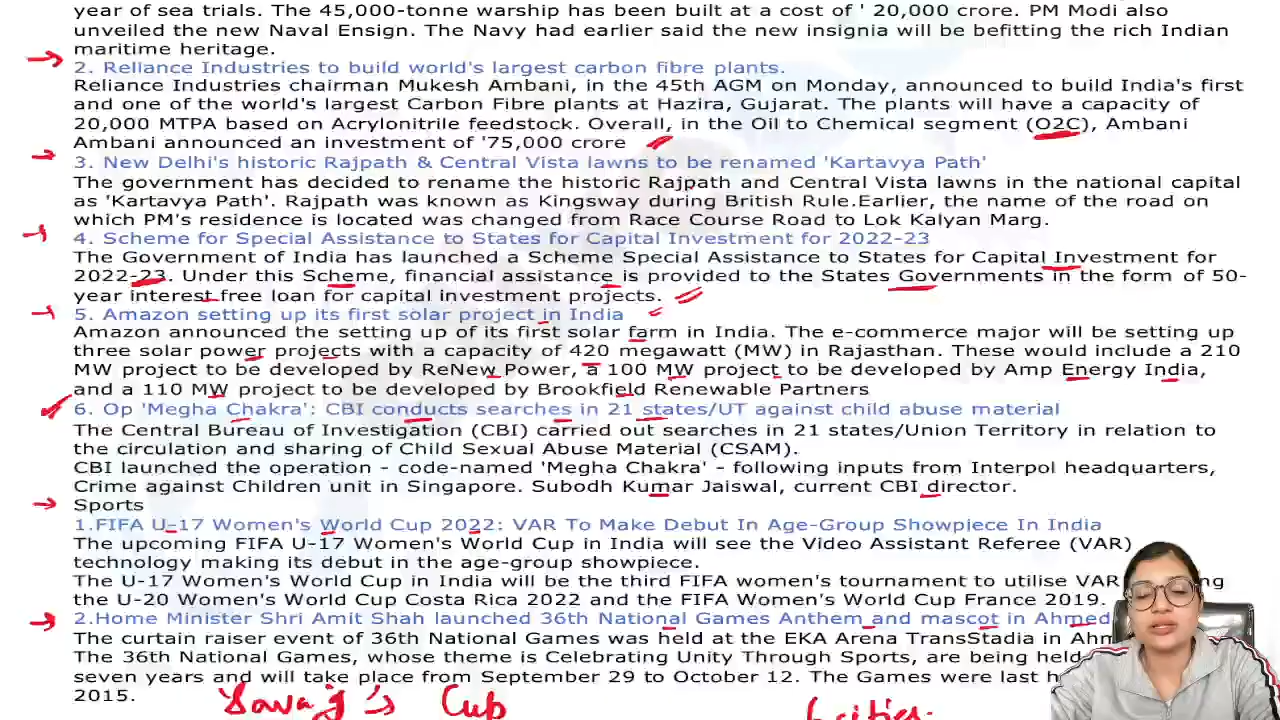 year of sea trials. The 45,000-tonne warship has been built at a cost of ' 20,000 crore. PM Modi also
unveiled the new Naval Ensign. The Navy had earlier said the new insignia will be befitting the rich Indian
maritime heritage.
2. Reliance Industries to build world's largest carbon fibre plants.
Reliance Industries chairman Mukesh Ambani, in the 45th AGM on Monday, announced to build India's first
and one of the world's largest Carbon Fibre plants at Hazira, Gujarat. The plants will have a capacity of
20,000 MTPA based on Acrylonitrile feedstock. Overall, in the Oil to Chemical segment (O2C), Ambani
Ambani announced an investment of '75,000 crore
3. New Delhi's historic Rajpath & Central Vista lawns to be renamed 'Kartavya Path'
The government has decided to rename the historic Rajpath and Central Vista lawns in the national capital
as 'Kartavya Path'. Rajpath was known as Kingsway during British Rule.Earlier, the name of the road on
which PM's residence is located was changed from Race Course Road to Lok Kalyan Marg.
4. Scheme for Special Assistance to States for Capital Investment for 2022-23
The Government of India has launched a Scheme Special Assistance to States for Capital Investment for
2022-23. Under this Scheme, financial assistance is provided to the States Governments in the form of 50-
year interest free loan for capital investment projects.
5. Amazon setting up its first solar project in India
Amazon announced the setting up of its first solar farm in India. The e-commerce major will be setting up
three solar power projects with a capacity of 420 megawatt (MW) in Rajasthan. These would include a 210
MW project to be developed by ReNew Power, a 100 MW project to be developed by Amp Energy India,
and a 110 MW project to be developed by Brookfield Renewable Partners
6. Op 'Megha Chakra': CBI conducts searches in 21 states/UT against child abuse material
The Central Bureau of Investigation (CBI) carried out searches in 21 states/Union Territory in relation to
the circulation and sharing of Child Sexual Abuse Material (CSAM).
CBI launched the operation - code-named 'Megha Chakra' - following inputs from Interpol headquarters,
Crime against Children unit in Singapore. Subodh Kumar Jaiswal, current CBI director.
Sports
1.FIFA U-17 Women's World Cup 2022: VAR To Make Debut In Age-Group Showpiece In India
The upcoming FIFA U-17 Women's World Cup in India will see the Video Assistant Referee (VAR)
technology making its debut in the age-group showpiece.
The U-17 Women's World Cup in India will be the third FIFA women's tournament to utilise VAR
the U-20 Women's World Cup Costa Rica 2022 and the FIFA Women's World Cup France 2019.
2.Home Minister Shri Amit Shah launched 36th National Games Anthem and mascot in
The curtain raiser event of 36th National Games was held at the EKA Arena TransStadia in
The 36th National Games, whose theme is Celebrating Unity Through Sports, are being held
seven years and will take place from September 29 to October 12. The Games were last
2015.
Cup